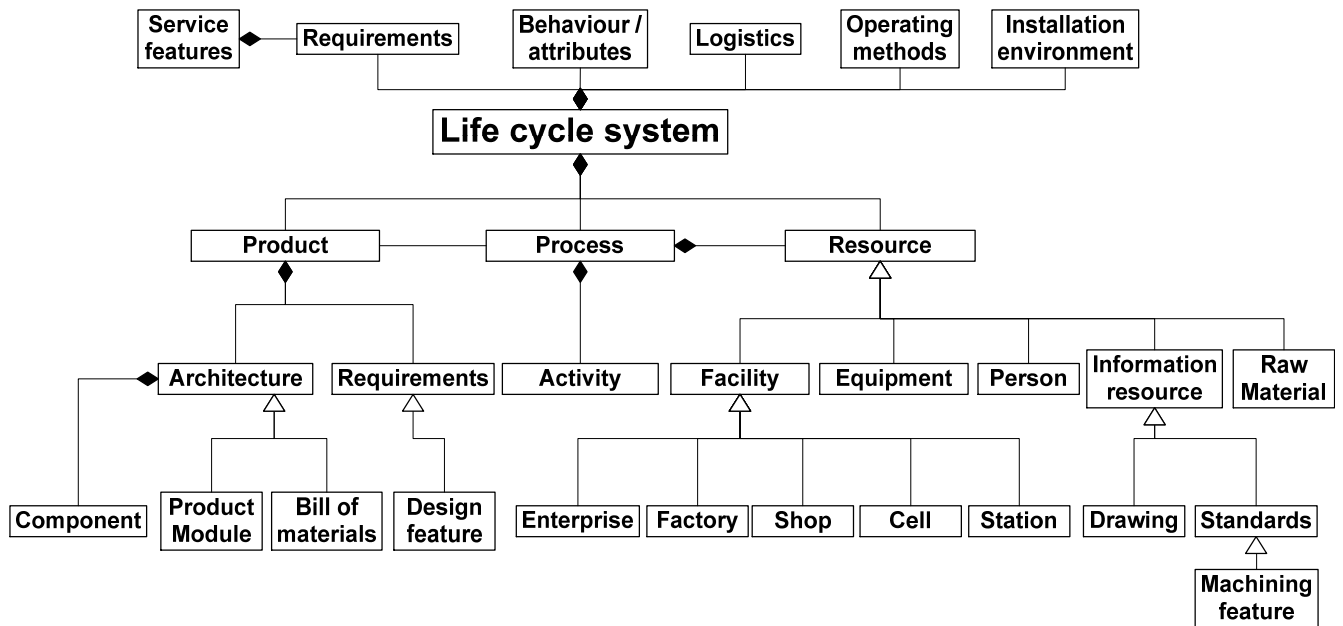 Service
features
Requirements
Behaviour /
attributes
Logistics
Operating
methods
Installation
environment
Life cycle system
Product
Process
Resource
Architecture
Requirements
Activity
Facility
Equipment
Person
Information
resource
Raw
Material
Component
Product
Module
Bill of
materials
Design
feature
Enterprise
Factory
Shop
Cell
Station
Drawing
Standards
Machining
feature